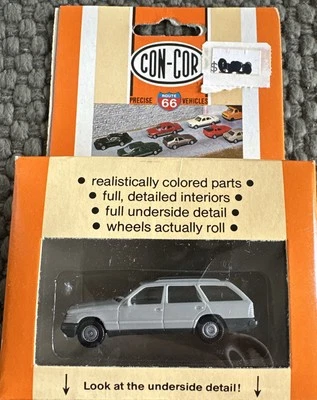 CON-COR
$
PRECISE ROUTE 66 VEHICLES
• realistically colored parts •
• full, detailed interiors •
• full underside detail •
• wheels actually roll •
↓ Look at the underside detail! ↓